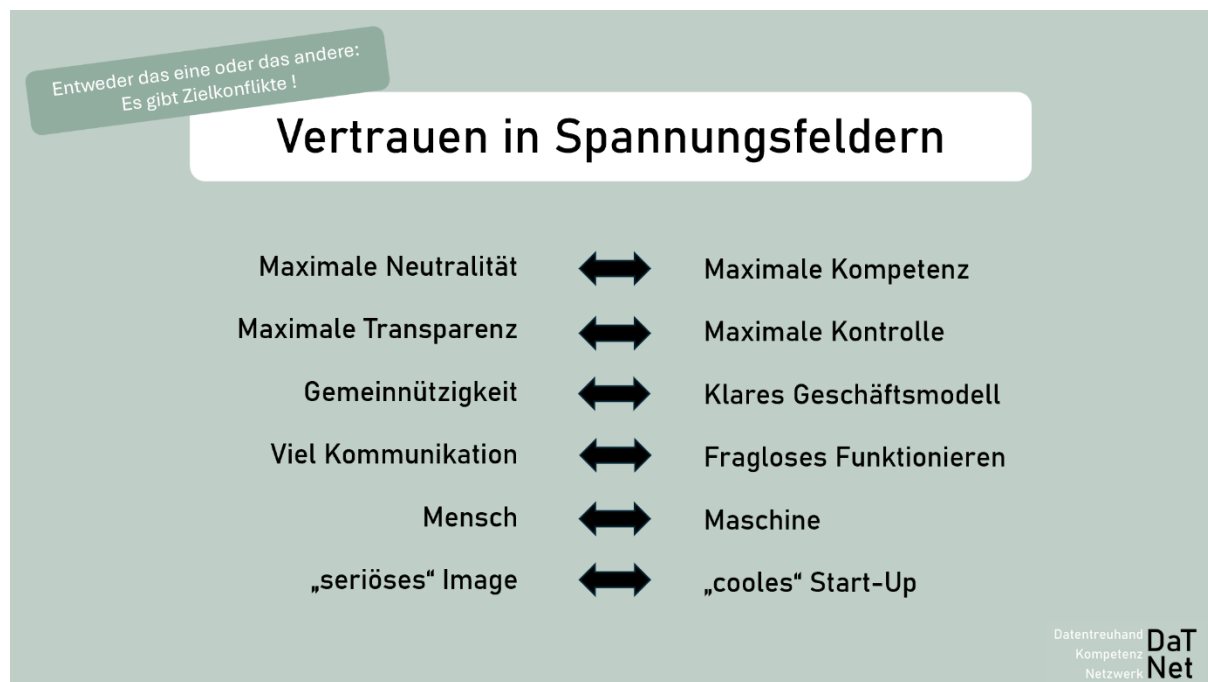 Entweder das eine oder das andere:
Es gibt Zielkonflikte !
Vertrauen in Spannungsfeldern
Maximale Neutralität
Maximale Kompetenz
Maximale Transparenz
Maximale Kontrolle
Gemeinnützigkeit
Klares Geschäftsmodell
Viel Kommunikation
Fragloses Funktionieren
Mensch
Maschine
„seriöses“ Image
„cooles“ Start-Up
Datentreuhand
Kompetenz
Netzwerk
DaT
Net